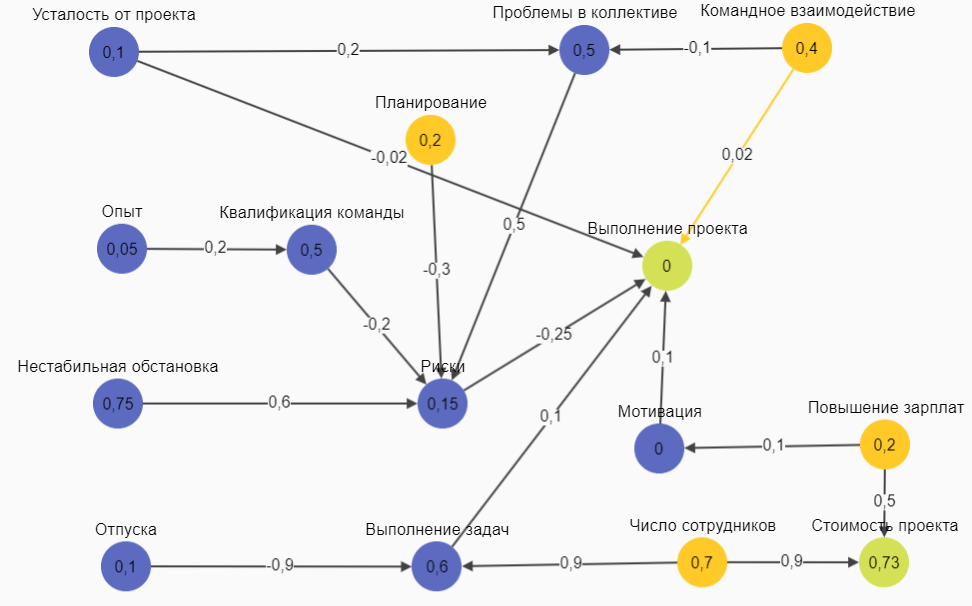 Усталость от проекта
0,1
0,2
Проблемы в коллективе
0,5
-0,1
Командное взаимодействие
0,4
Планирование
0,2
-0,02
0,02
0,5
Выполнение проекта
0
Опыт
0,05
0,2
Квалификация команды
0,5
-0,3
-0,2
-0,25
Нестабильная обстановка
0,75
0,6
Риски
0,15
0,1
0,1
Мотивация
0
0,1
Повышение зарплат
0,2
0,5
Отпуска
0,1
-0,9
Выполнение задач
0,6
0,9
Число сотрудников
0,7
0,9
Стоимость проекта
0,73